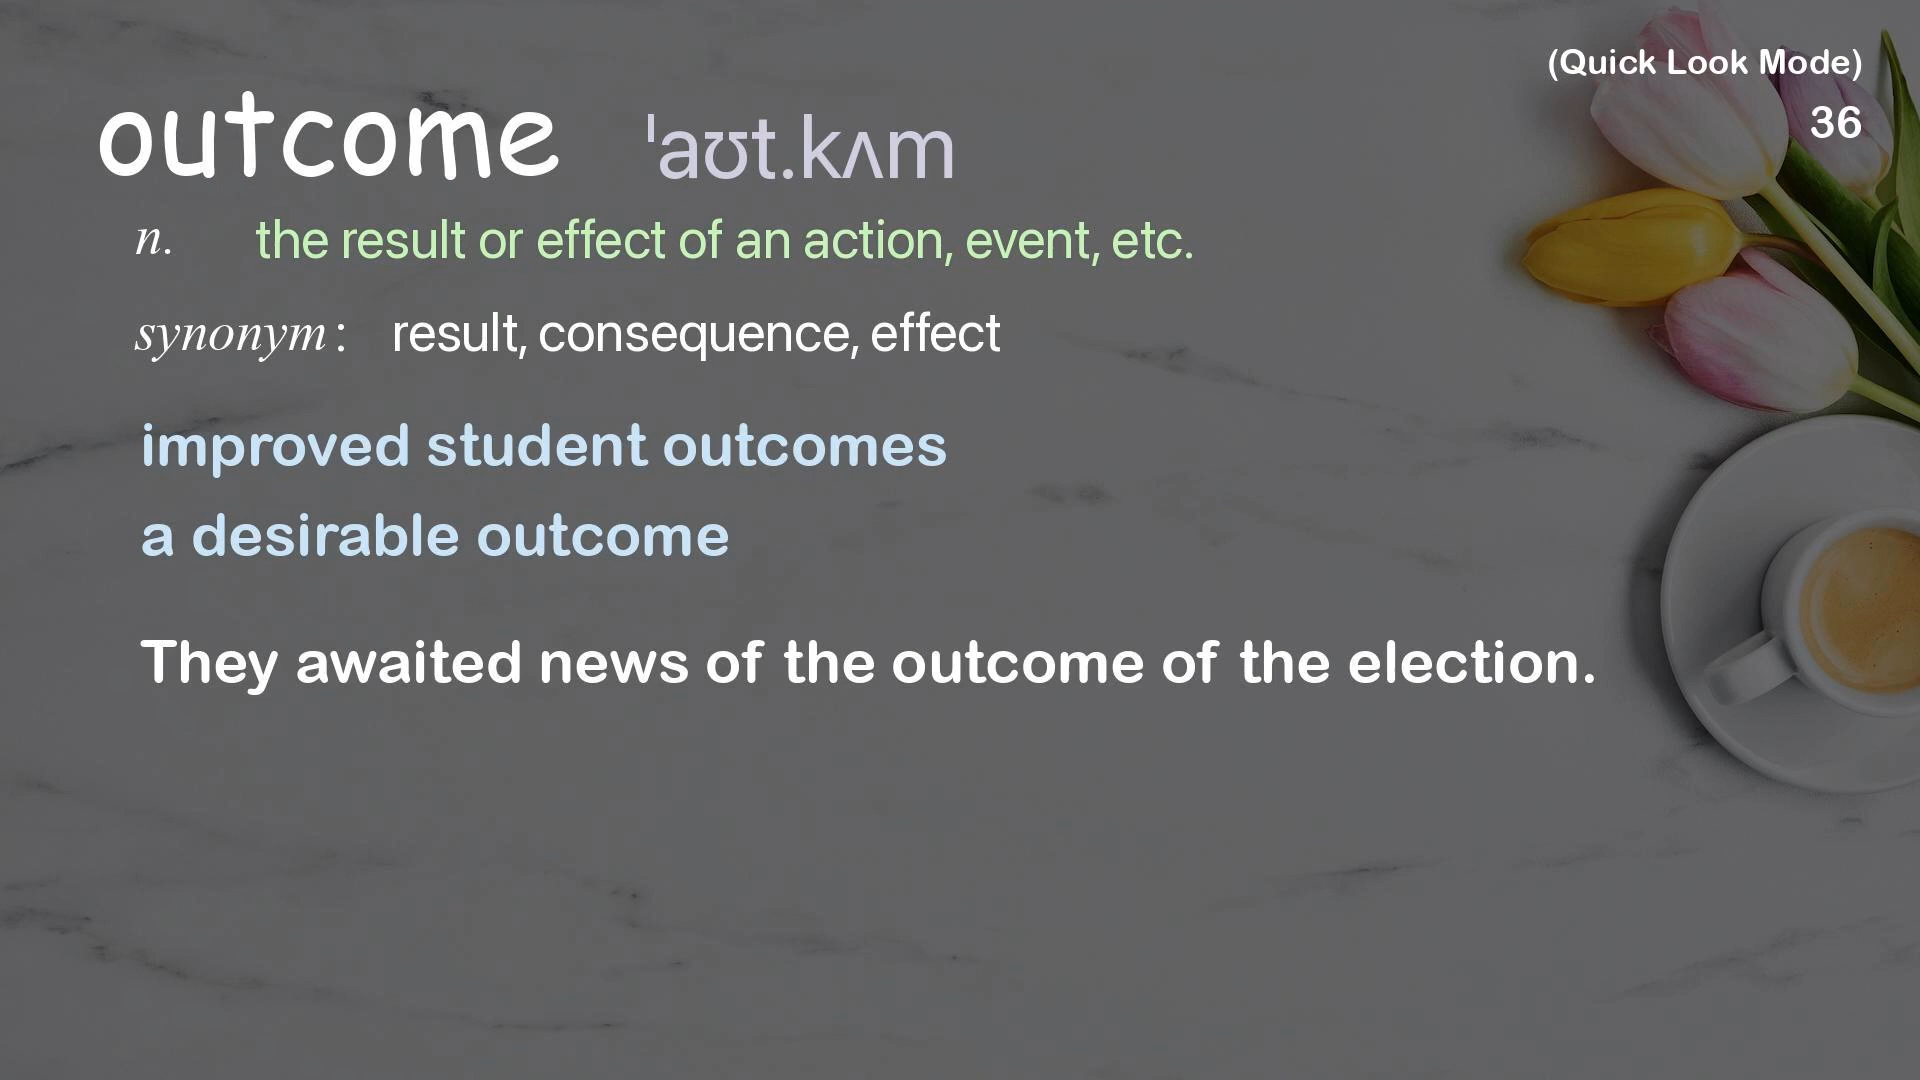 (Quick Look Mode)
36
outcome ˈaʊt.kʌm
n. the result or effect of an action, event, etc.
synonym: result, consequence, effect
improved student outcomes
a desirable outcome
They awaited news of the outcome of the election.